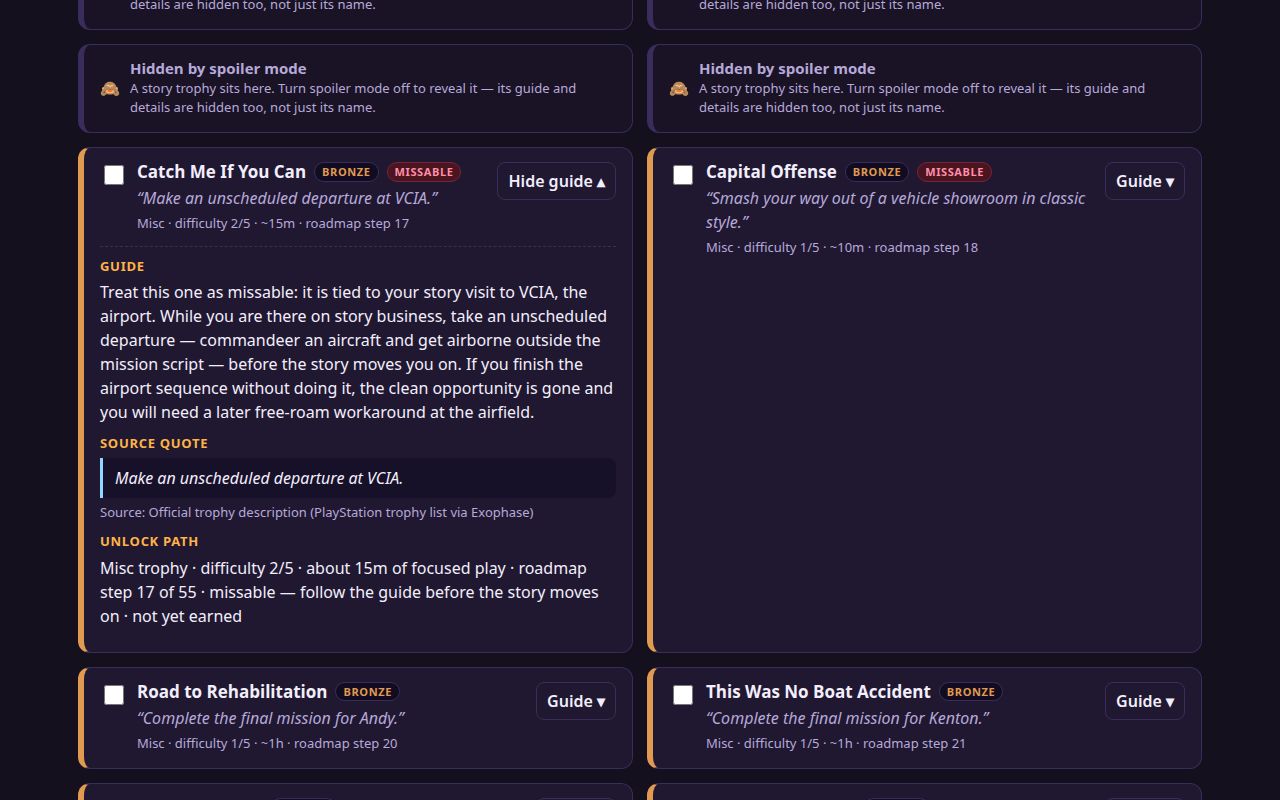 details are hidden too, not just its name.
details are hidden too, not just its name.
Hidden by spoiler mode
A story trophy sits here. Turn spoiler mode off to reveal it — its guide and
details are hidden too, not just its name.
Hidden by spoiler mode
A story trophy sits here. Turn spoiler mode off to reveal it — its guide and
details are hidden too, not just its name.
Catch Me If You Can BRONZE MISSABLE
Hide guide ▴
“Make an unscheduled departure at VCIA.”
Misc · difficulty 2/5 · ~15m · roadmap step 17
GUIDE
Treat this one as missable: it is tied to your story visit to VCIA, the
airport. While you are there on story business, take an unscheduled
departure — commandeer an aircraft and get airborne outside the
mission script — before the story moves you on. If you finish the
airport sequence without doing it, the clean opportunity is gone and
you will need a later free-roam workaround at the airfield.
SOURCE QUOTE
Make an unscheduled departure at VCIA.
Source: Official trophy description (PlayStation trophy list via Exophase)
UNLOCK PATH
Misc trophy · difficulty 2/5 · about 15m of focused play · roadmap
step 17 of 55 · missable — follow the guide before the story moves
on · not yet earned
Capital Offense BRONZE MISSABLE
Guide ▾
“Smash your way out of a vehicle showroom in classic
style.”
Misc · difficulty 1/5 · ~10m · roadmap step 18
Road to Rehabilitation BRONZE
Guide ▾
“Complete the final mission for Andy.”
Misc · difficulty 1/5 · ~1h · roadmap step 20
This Was No Boat Accident BRONZE
Guide ▾
“Complete the final mission for Kenton.”
Misc · difficulty 1/5 · ~1h · roadmap step 21